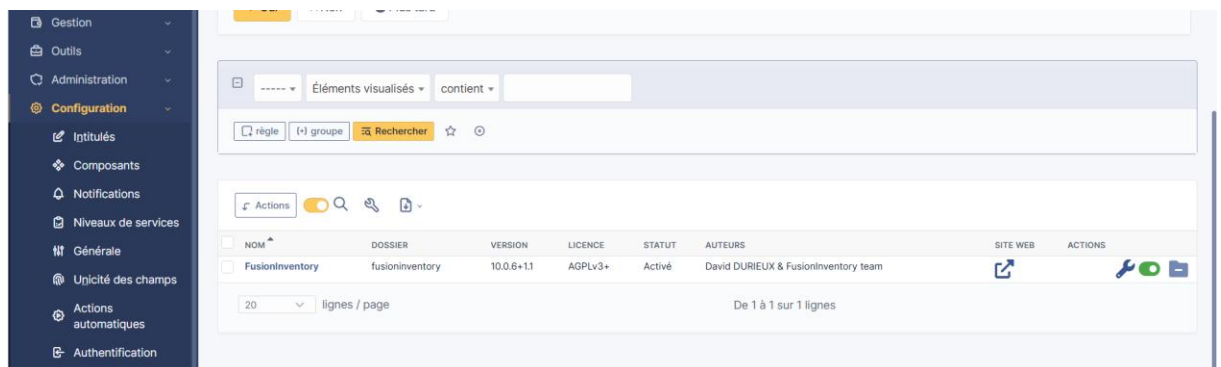 Gestion
Outils
Administration
Configuration
Intitulés
Composants
Notifications
Niveaux de services
Générale
Unicité des champs
Actions
automatiques
Authentification
----- Éléments visualisés contient
règle (+) groupe Rechercher
Actions
NOM DOSSIER VERSION LICENCE STATUT AUTEURS SITE WEB ACTIONS
FusionInventory fusioninventory 10.0.6+1.1 AGPLv3+ Activé David DURIEUX & FusionInventory team
20 lignes / page De 1 à 1 sur 1 lignes